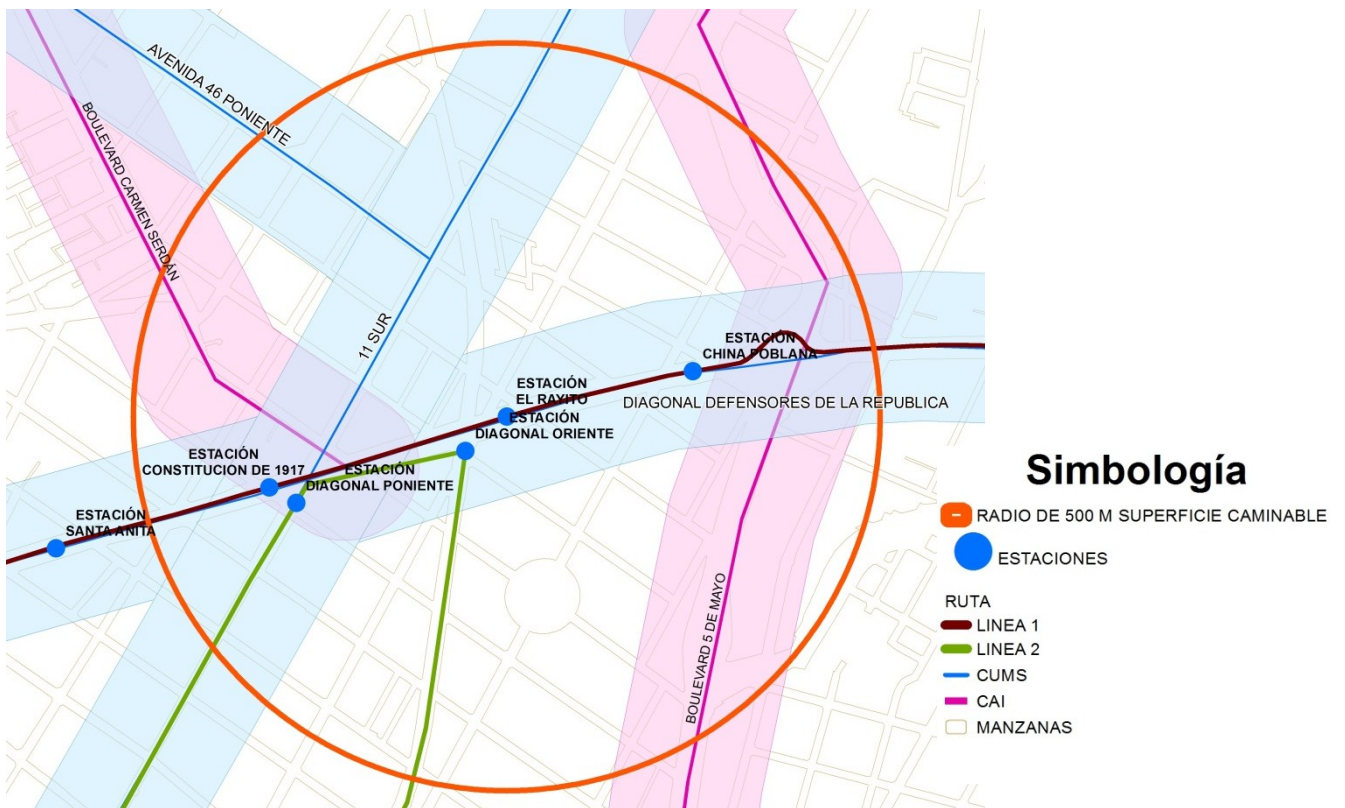 AVENIDA 46 PONIENTE
BOULEVARD CARMEN SERDÁN
11 SUR
ESTACIÓN
CHINA POBLANA
ESTACIÓN
EL RAYITO
DIAGONAL DEFENSORES DE LA REPUBLICA
ESTACIÓN
DIAGONAL ORIENTE
ESTACIÓN
CONSTITUCION DE 1917
ESTACIÓN
DIAGONAL PONIENTE
ESTACIÓN
SANTA ANITA
BOULEVARD 5 DE MAYO
Simbología
RADIO DE 500 M SUPERFICIE CAMINABLE
ESTACIONES
RUTA
LINEA 1
LINEA 2
CUMS
CAI
MANZANAS